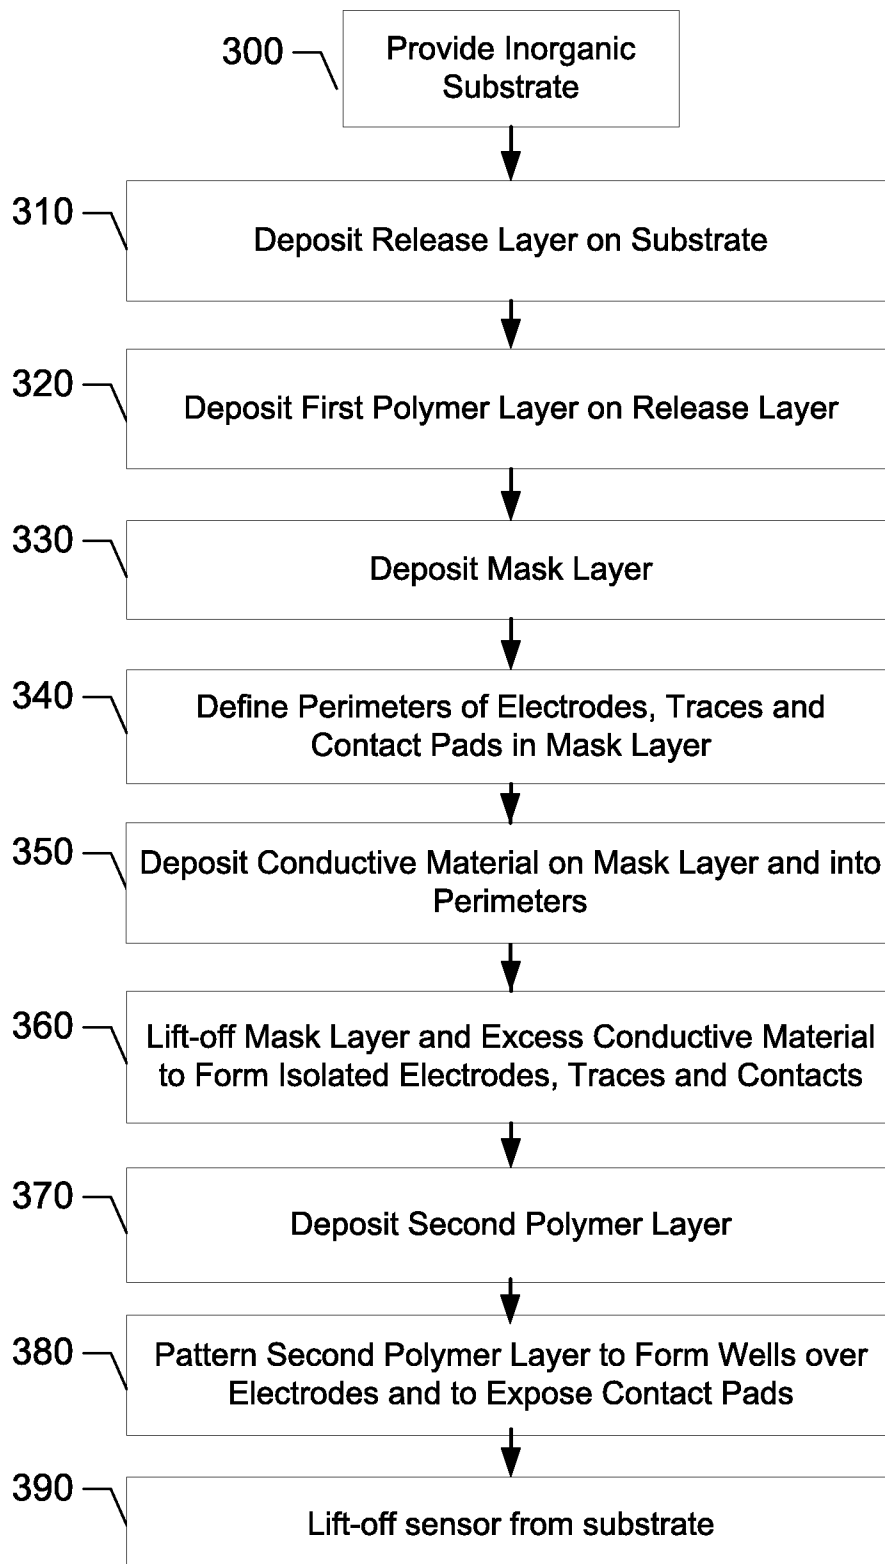 300
Provide Inorganic
Substrate
310
Deposit Release Layer on Substrate
320
Deposit First Polymer Layer on Release Layer
330
Deposit Mask Layer
340
Define Perimeters of Electrodes, Traces and
Contact Pads in Mask Layer
350
Deposit Conductive Material on Mask Layer and into
Perimeters
360
Lift-off Mask Layer and Excess Conductive Material
to Form Isolated Electrodes, Traces and Contacts
370
Deposit Second Polymer Layer
380
Pattern Second Polymer Layer to Form Wells over
Electrodes and to Expose Contact Pads
390
Lift-off sensor from substrate